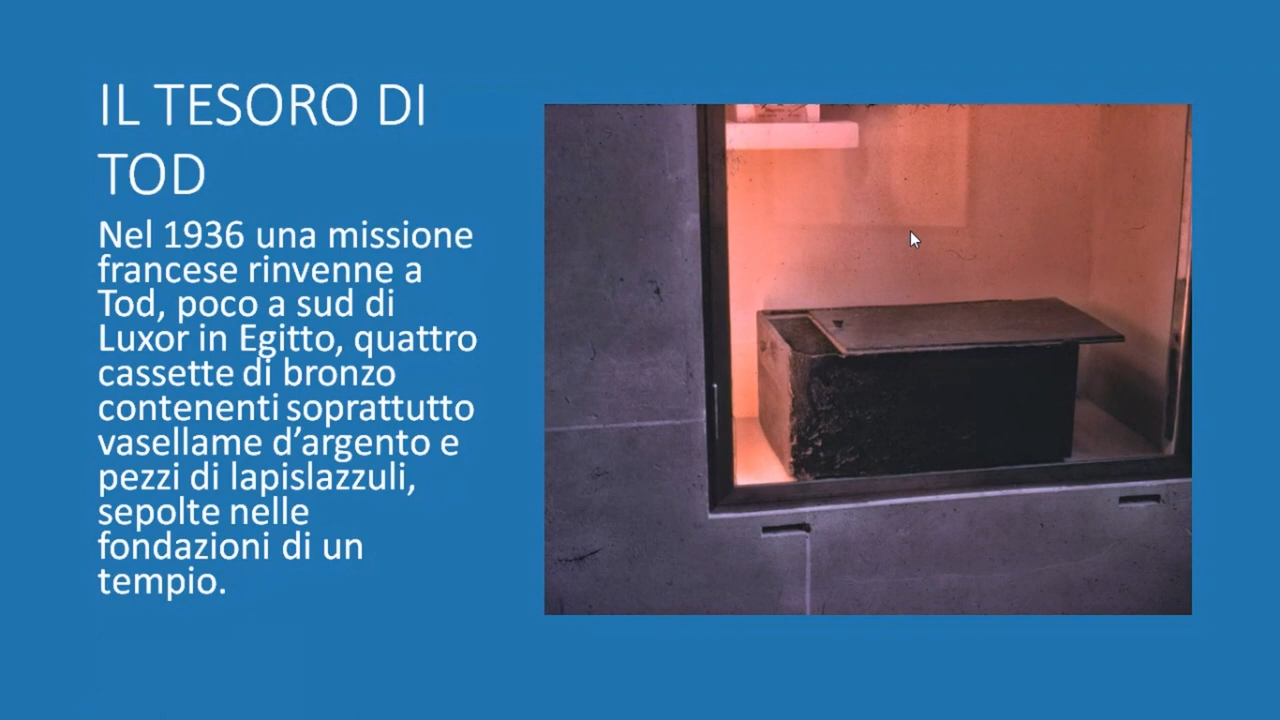 IL TESORO DI
TOD
Nel 1936 una missione
francese rinvenne a
Tod, poco a sud di
Luxor in Egitto, quattro
cassette di bronzo
contenenti soprattutto
vasellame d’argento e
pezzi di lapislazzuli,
sepolte nelle
fondazioni di un
tempio.